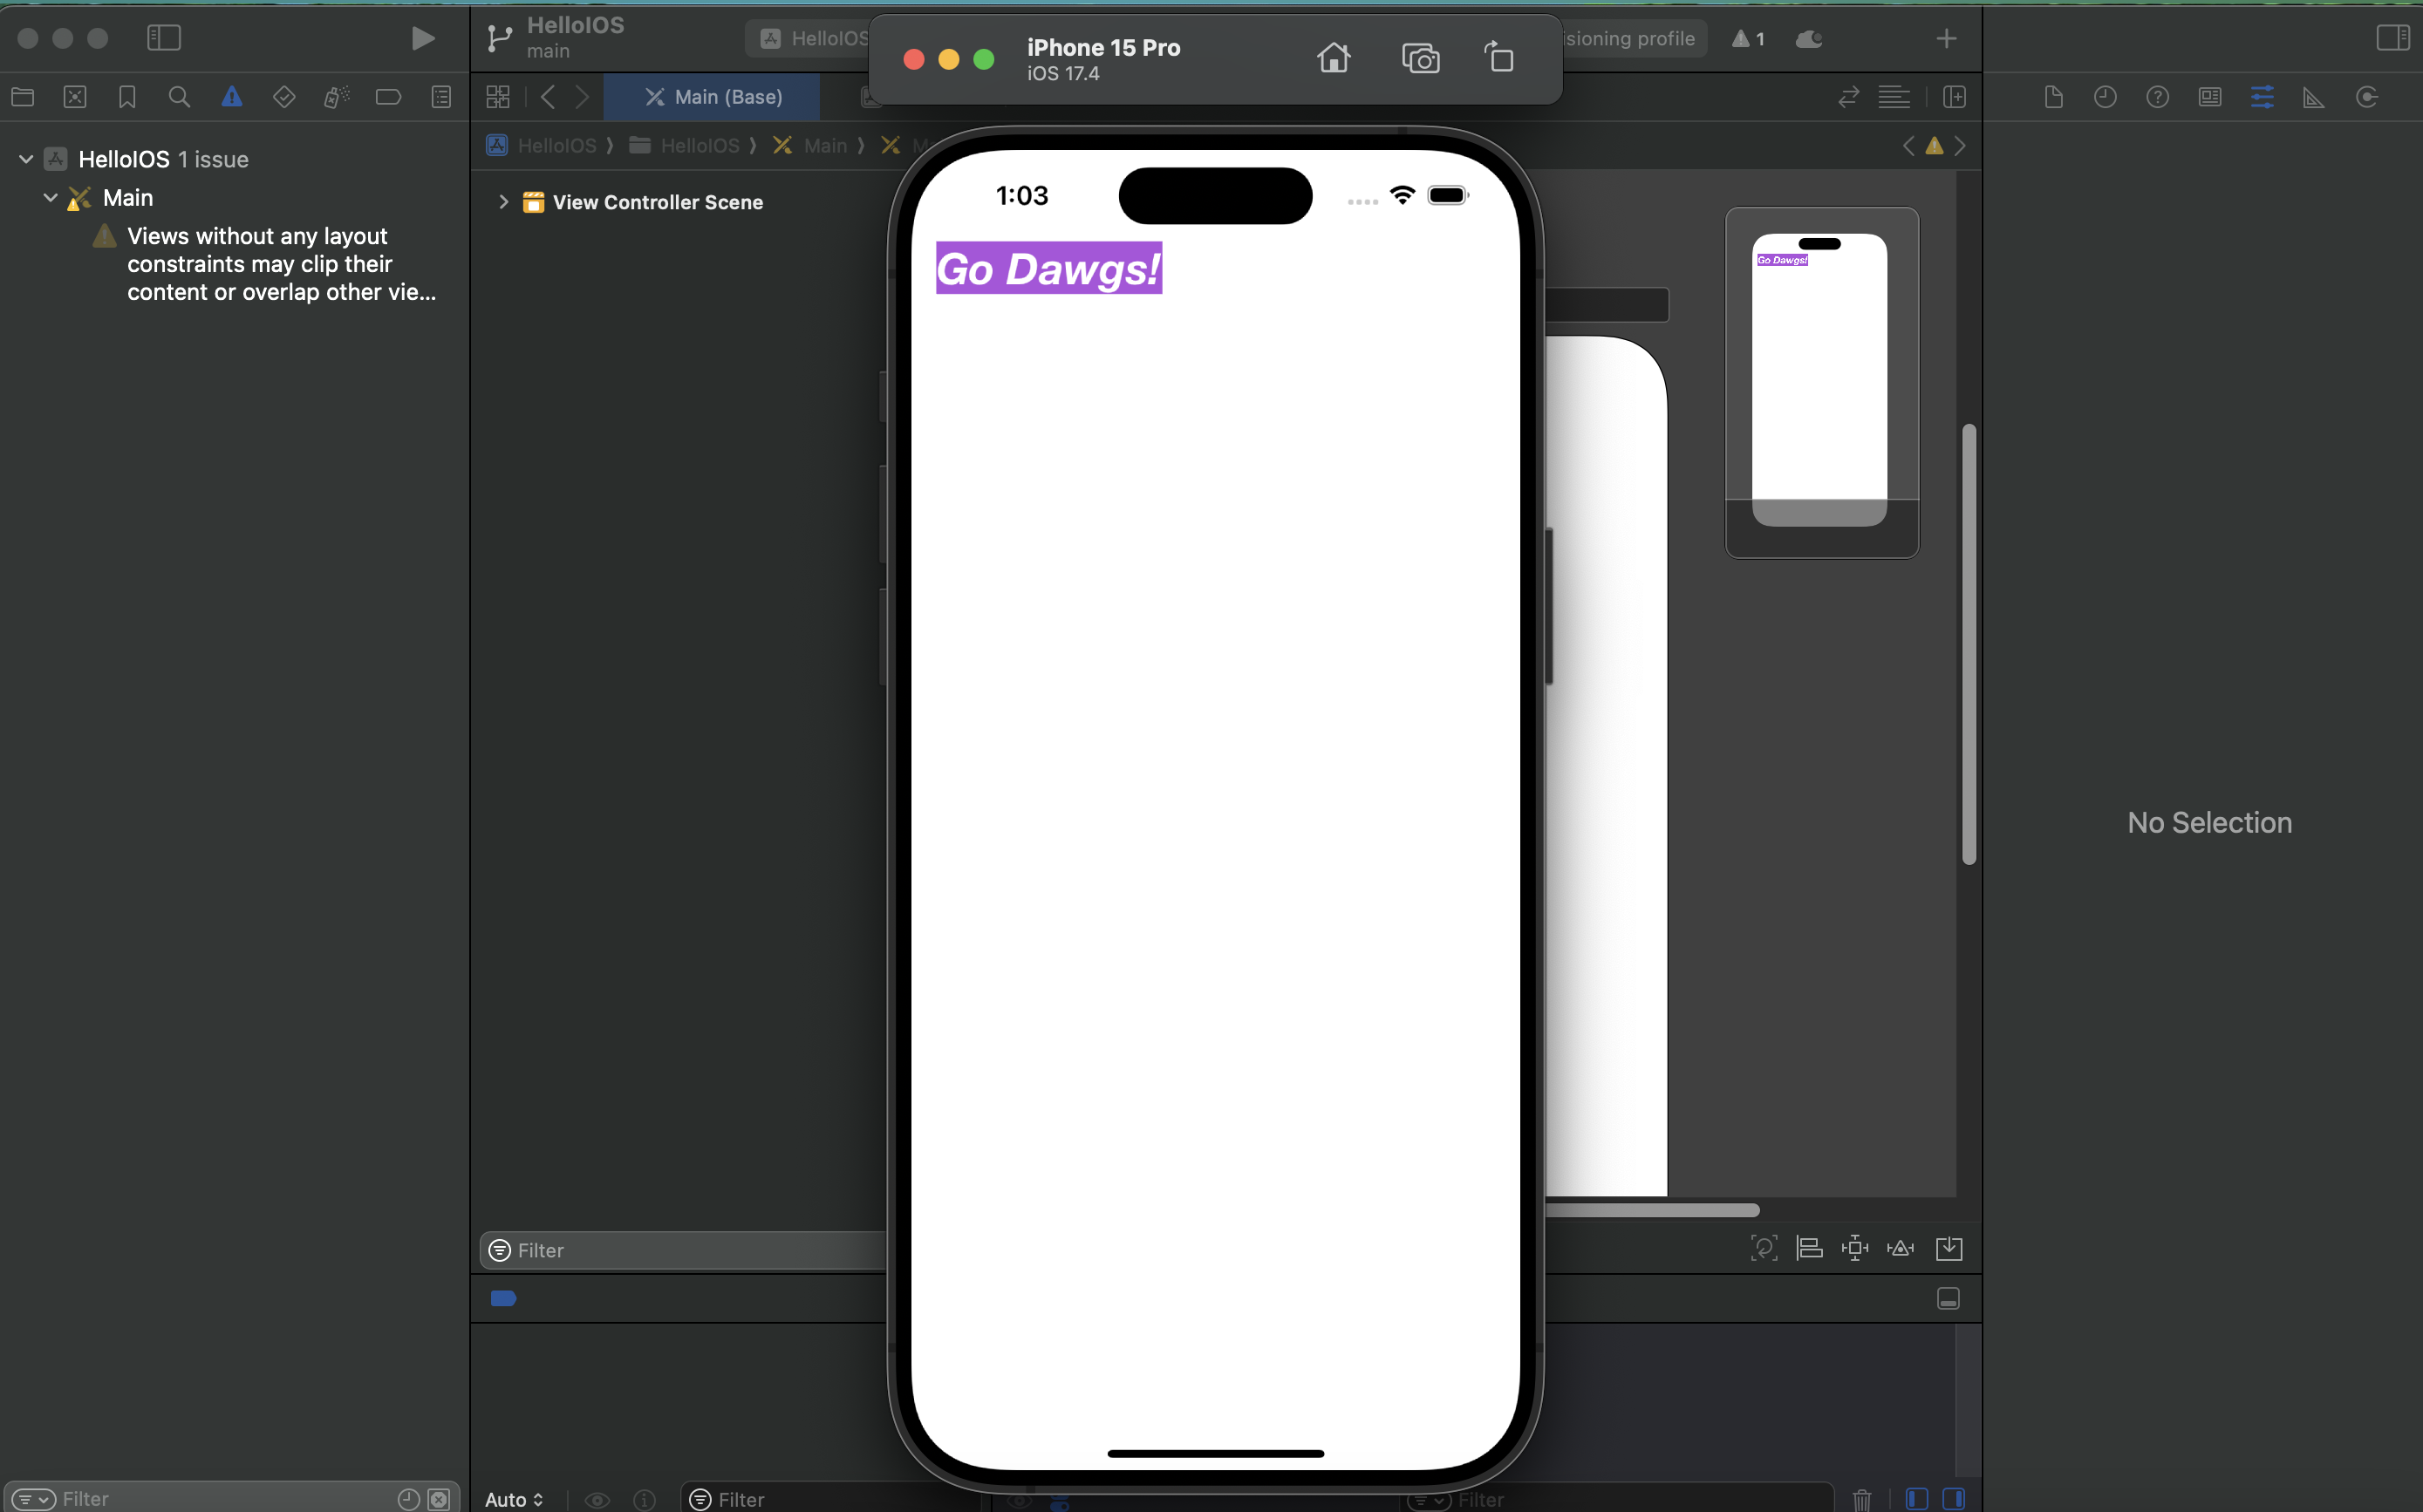 HelloIOS
main
HelloIOS
iPhone 15 Pro
iOS 17.4
isioning profile
1
Main (Base)
HelloIOS 1 issue
Main
Views without any layout
constraints may clip their
content or overlap other vie...
HelloIOS
HelloIOS
Main
View Controller Scene
1:03
Go Dawgs!
Go Dawgs!
No Selection
Filter
Filter
Auto
Filter
Filter